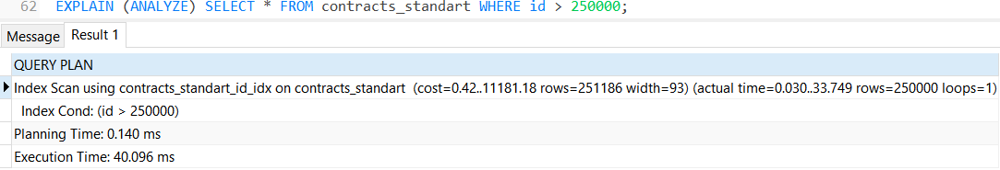 62 EXPLAIN (ANALYZE) SELECT * FROM contracts_standart WHERE id > 250000;
Message Result 1
QUERY PLAN
Index Scan using contracts_standart_id_idx on contracts_standart (cost=0.42..11181.18 rows=251186 width=93) (actual time=0.030..33.749 rows=250000 loops=1)
Index Cond: (id > 250000)
Planning Time: 0.140 ms
Execution Time: 40.096 ms